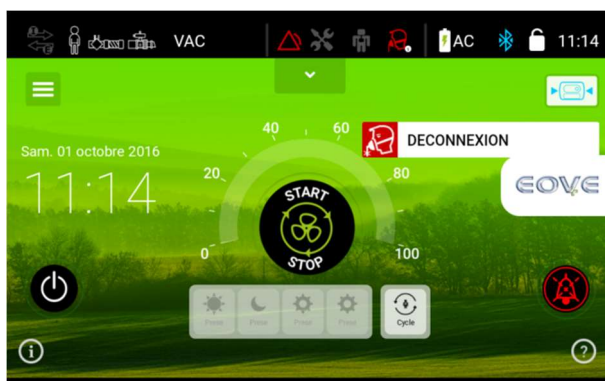 VAC
AC
11:14
DECONNEXION
Sam. 01 octobre 2016
11:14
EOVE
0
20
40
60
80
100
START
STOP
Cycle
i
?